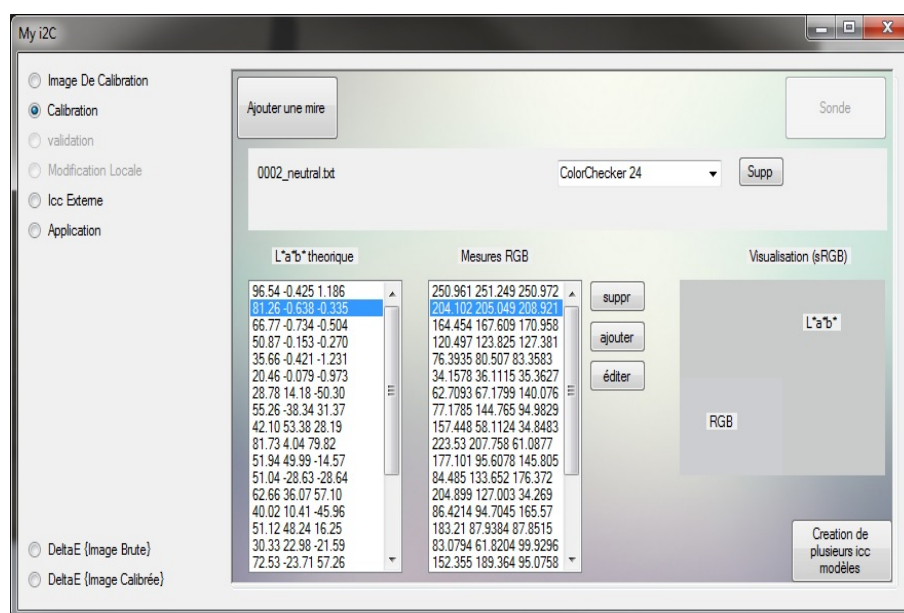 My i2C
Image De Calibration
Calibration
validation
Modification Locale
Icc Externe
Application
DeltaE {Image Brute}
DeltaE {Image Calibrée}
Ajouter une mire
Sonde
0002_neutral.txt
ColorChecker 24
Supp
L*a*b* theorique
96.54 -0.425 1.186
81.26 -0.638 -0.335
66.77 -0.734 -0.504
50.87 -0.153 -0.270
35.66 -0.421 -1.231
20.46 -0.079 -0.973
28.78 14.18 -50.30
55.26 -38.34 31.37
42.10 53.38 28.19
81.73 4.04 79.82
51.94 49.99 -14.57
51.04 -28.63 -28.64
62.66 36.07 57.10
40.02 10.41 -45.96
51.12 48.24 16.25
30.33 22.98 -21.59
72.53 -23.71 57.26
Mesures RGB
250.961 251.249 250.972
204.102 205.049 208.921
164.454 167.609 170.958
120.497 123.825 127.381
76.3935 80.507 83.3583
34.1578 36.1115 35.3627
62.7093 67.1799 140.076
77.1785 144.765 94.9829
157.448 58.1124 34.8483
223.53 207.758 61.0877
177.101 95.6078 145.805
84.485 133.652 176.372
204.899 127.003 34.269
86.4214 94.7045 165.57
183.21 87.9384 87.8515
83.0794 61.8204 99.9296
152.355 189.364 95.0758
suppr
ajouter
éditer
Visualisation (sRGB)
L*a*b*
RGB
Creation de
plusieurs icc
modèles